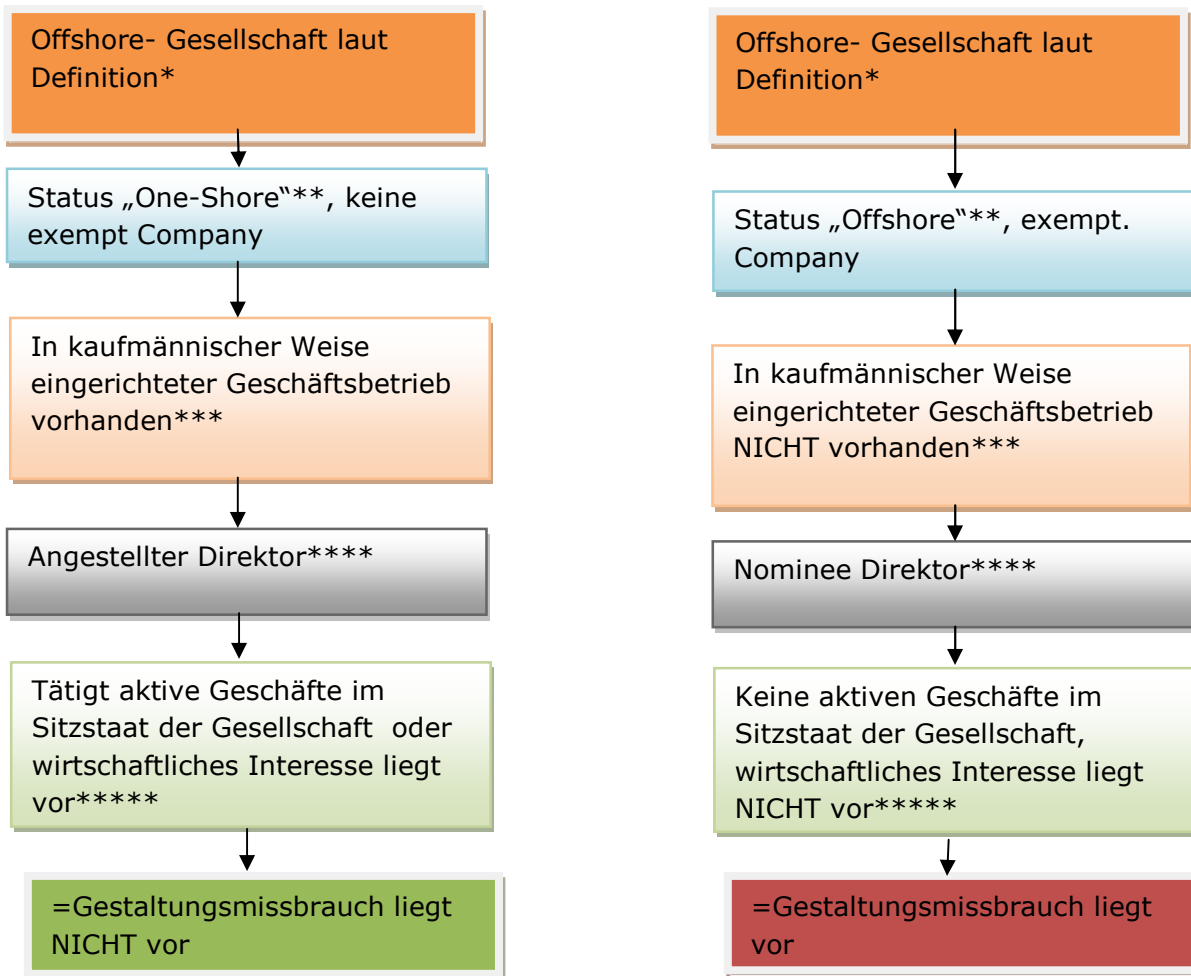 Offshore- Gesellschaft laut
Definition*
Status „One-Shore“**, keine
exempt Company
In kaufmännischer Weise
eingerichteter Geschäftsbetrieb
vorhanden***
Angestellter Direktor****
Tätigt aktive Geschäfte im
Sitzstaat der Gesellschaft  oder
wirtschaftliches Interesse liegt
vor*****
=Gestaltungsmissbrauch liegt
NICHT vor
Offshore- Gesellschaft laut
Definition*
Status „Offshore“**, exempt.
Company
In kaufmännischer Weise
eingerichteter Geschäftsbetrieb
NICHT vorhanden***
Nominee Direktor****
Keine aktiven Geschäfte im
Sitzstaat der Gesellschaft,
wirtschaftliches Interesse liegt
NICHT vor*****
=Gestaltungsmissbrauch liegt
vor